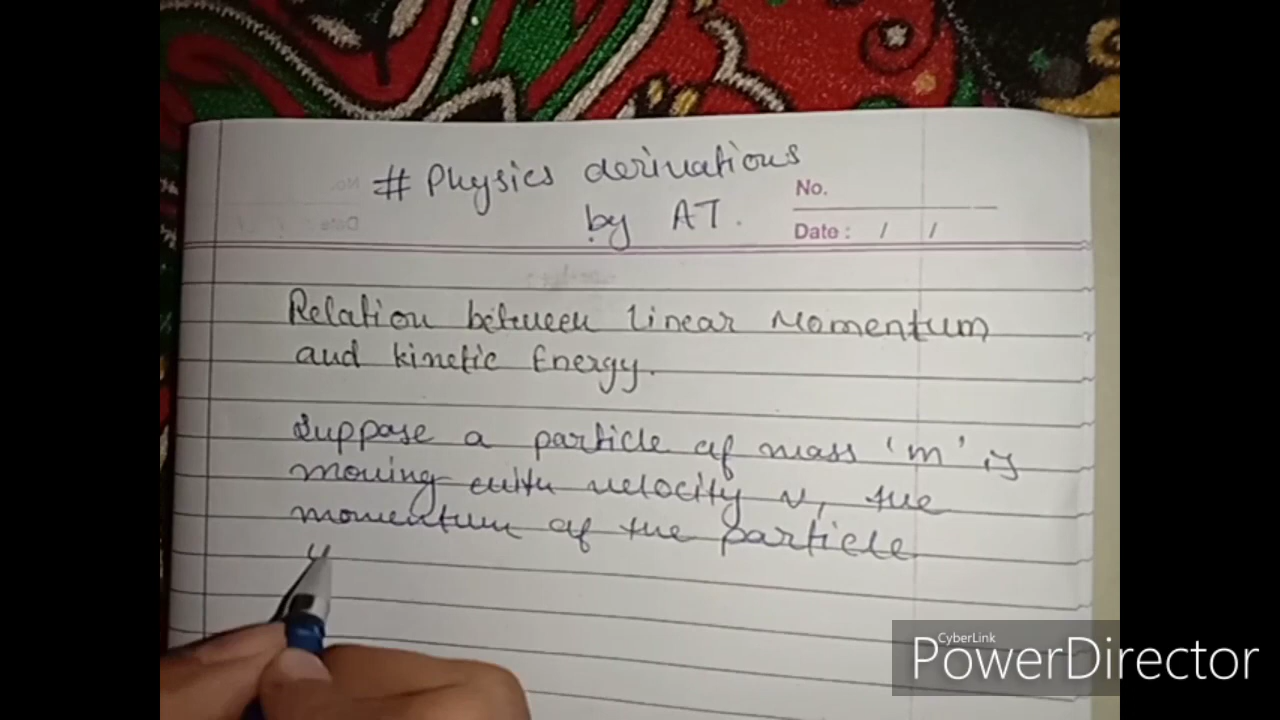 # Physics derivations
by AT.
No.
Date : / /
Relation between Linear Momentum
and kinetic Energy.
Suppose a particle of mass 'm' is
moving with velocity v, the
momentum of the particle
CyberLink
PowerDirector